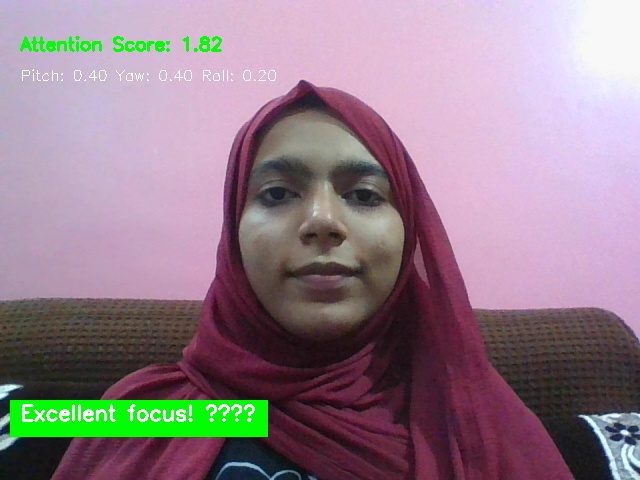 Attention Score: 1.82
Pitch: 0.40 Yaw: 0.40 Roll: 0.20
Excellent focus! ????